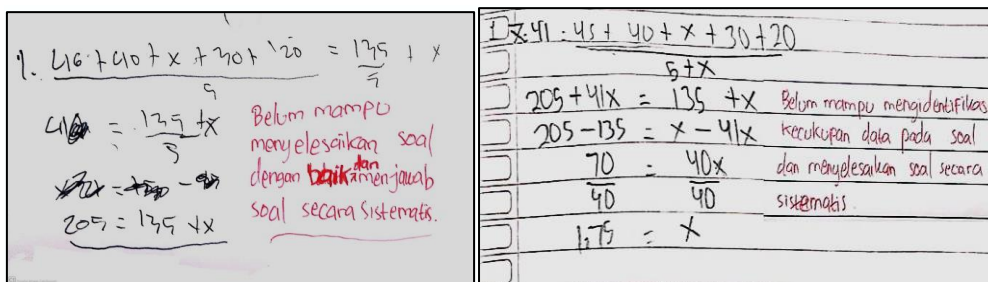 1. 46 + 40 + x + 30 + 20 = 135 + x
5 5
41 = 135 + x
5
205 = 135 + x
Belum mampu
menyelesaikan soal
dengan baik dan menjawab
soal secara sistematis.
1 x̄. 41 = 45 + 40 + x + 30 + 20
5 + x
205 + 41x = 135 + x
205 - 135 = x - 41x
70 = 40x
40 40
1,75 = x
Belum mampu mengidentifikas
kecukupan data pada soal
dan menyelesaikan soal secara
sistematis.